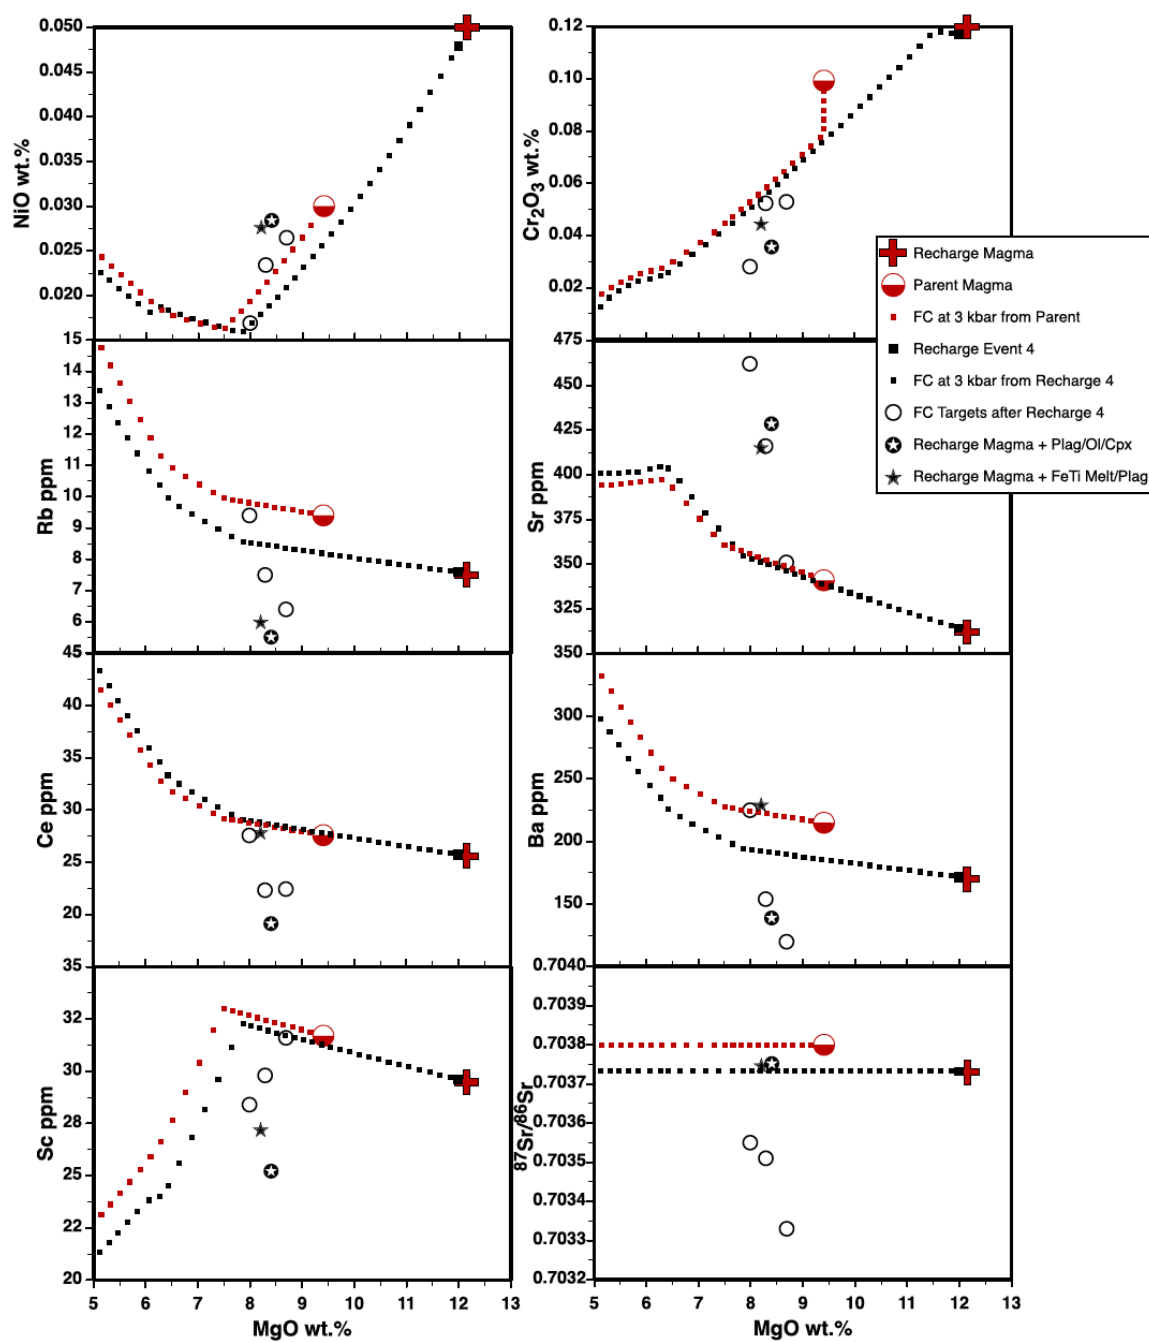 0.050
0.045
0.040
0.035
0.030
0.025
0.020
15
NiO wt.%
0.12
0.10
0.08
0.06
0.04
0.02
475
Cr2O3 wt.%
Recharge Magma
Parent Magma
FC at 3 kbar from Parent
Recharge Event 4
FC at 3 kbar from Recharge 4
FC Targets after Recharge 4
Recharge Magma + Plag/Ol/Cpx
Recharge Magma + FeTi Melt/Plag
14
13
12
11
10
9
8
7
6
45
Rb ppm
450
425
400
375
350
325
350
Sr ppm
40
35
30
25
20
35
Ce ppm
300
250
200
150
0.7040
Ba ppm
32
30
28
25
22
20
Sc ppm
5 6 7 8 9 10 11 12 13
MgO wt.%
0.7039
0.7038
0.7037
0.7036
0.7035
0.7034
0.7033
0.7032
87Sr/86Sr
5 6 7 8 9 10 11 12 13
MgO wt.%